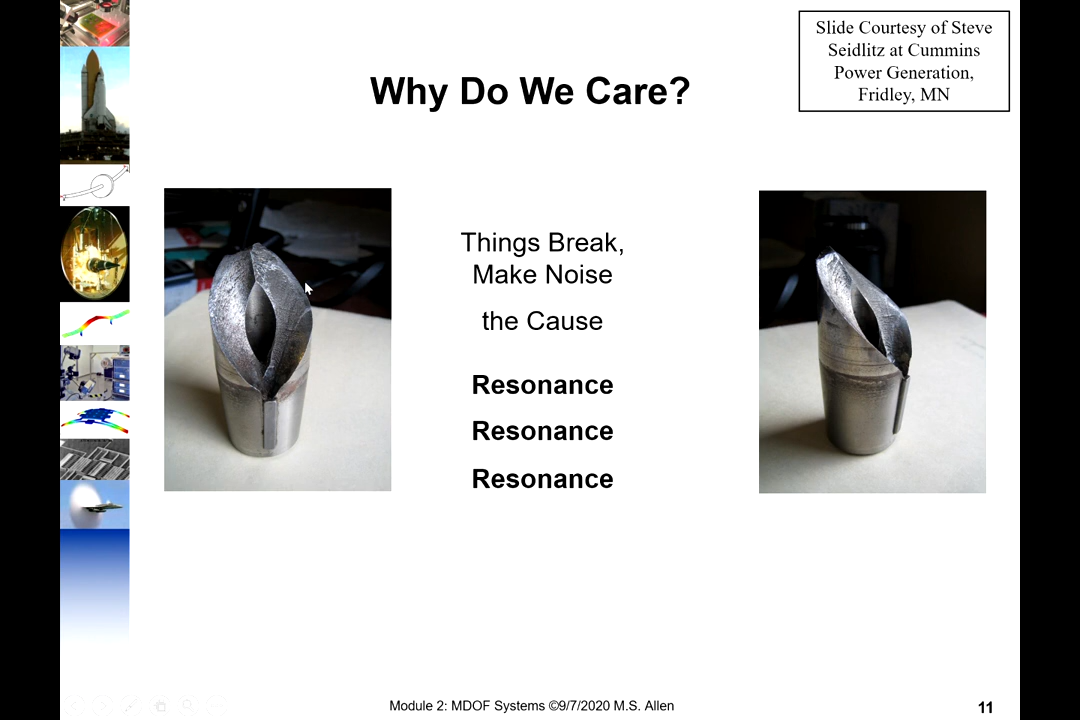 Slide Courtesy of Steve
Seidlitz at Cummins
Power Generation,
Fridley, MN
Why Do We Care?
Things Break,
Make Noise
the Cause
Resonance
Resonance
Resonance
Module 2: MDOF Systems ©9/7/2020 M.S. Allen
11